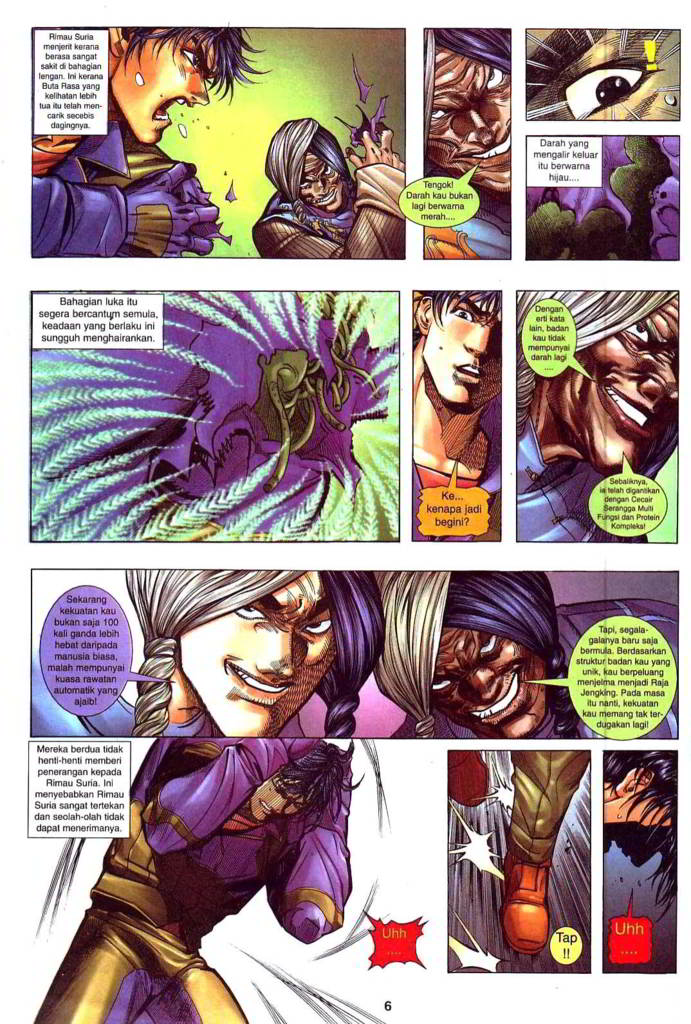 Rimau Suria
menjerit kerana
berasa sangat
sakit di bahagian
lengan. Ini kerana
Buta Rasa yang
kelihatan lebih
tua itu telah men-
carik secebis
dagingnya.
Tengok!
Darah kau bukan
lagi berwarna
merah....
!
Darah yang
mengalir keluar
itu berwarna
hijau....
Bahagian luka itu
segera bercantum semula,
keadaan yang berlaku ini
sungguh menghairankan.
Ke...
kenapa jadi
begini?
Dengan
erti kata
lain, badan
kau tidak
mempunyai
darah lagi
....
Sebaliknya,
ia telah digantikan
dengan Cecair
Serangga Multi
Fungsi dan Protein
Kompleks!
Sekarang
kekuatan kau
bukan saja 100
kali ganda lebih
hebat daripada
manusia biasa,
malah mempunyai
kuasa rawatan
automatik yang
ajaib!
Tapi, segala-
galanya baru saja
bermula. Berdasarkan
struktur badan kau yang
unik, kau berpeluang
menjelma menjadi Raja
Jengking. Pada masa
itu nanti, kekuatan
kau memang tak ter-
dugakan lagi!
Mereka berdua tidak
henti-henti memberi
penerangan kepada
Rimau Suria. Ini
menyebabkan Rimau
Suria sangat tertekan
dan seolah-olah tidak
dapat menerimanya.
Uhh
....
Tap
!!
Uhh
....
6